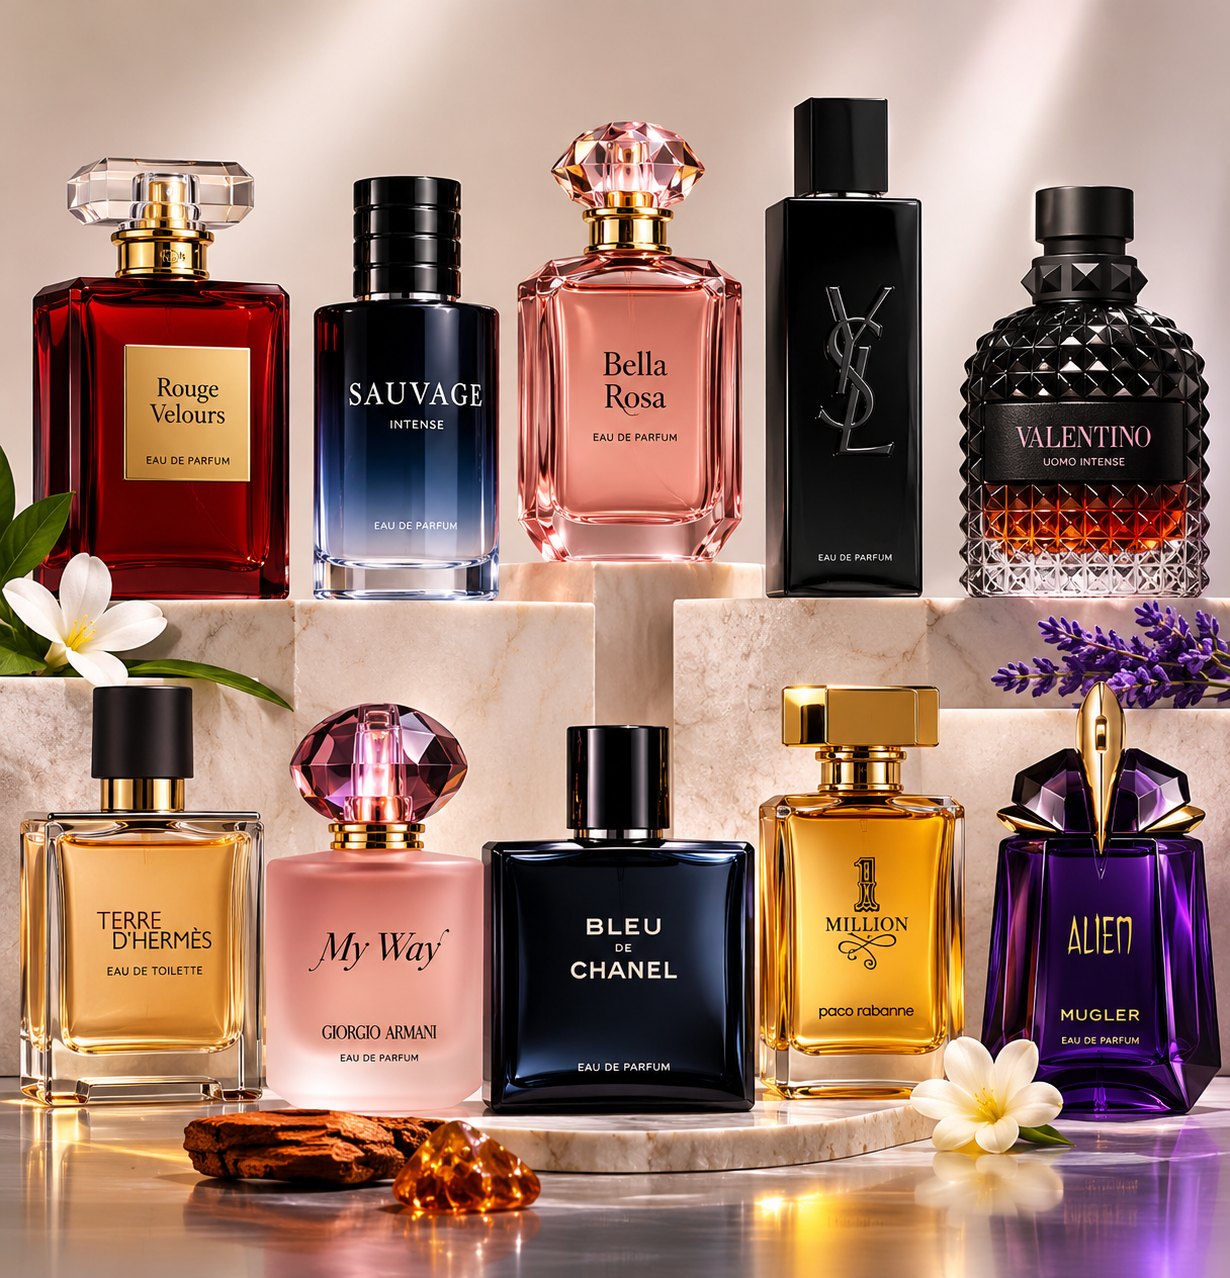 Rouge
Velours
EAU DE PARFUM
SAUVAGE
INTENSE
EAU DE PARFUM
Bella
Rosa
EAU DE PARFUM
YSL
EAU DE PARFUM
VALENTINO
UOMO INTENSE
TERRE
D'HERMÈS
EAU DE TOILETTE
My Way
GIORGIO ARMANI
EAU DE PARFUM
BLEU
DE
CHANEL
EAU DE PARFUM
1
MILLION
paco rabanne
ALIEN
MUGLER
EAU DE PARFUM